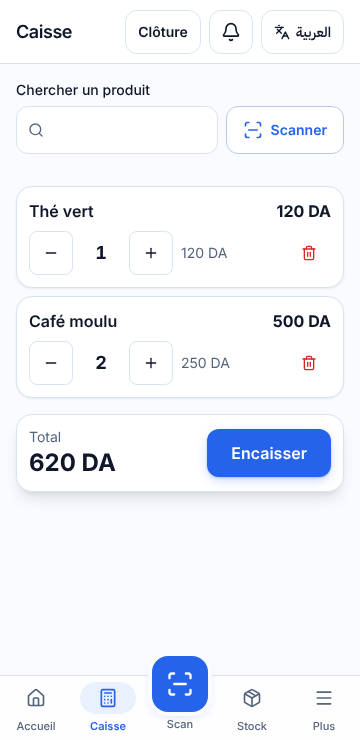 Caisse
Clôture
العربية
Chercher un produit
Scanner
Thé vert
120 DA
1
120 DA
Café moulu
500 DA
2
250 DA
Total
620 DA
Encaisser
Accueil
Caisse
Scan
Stock
Plus